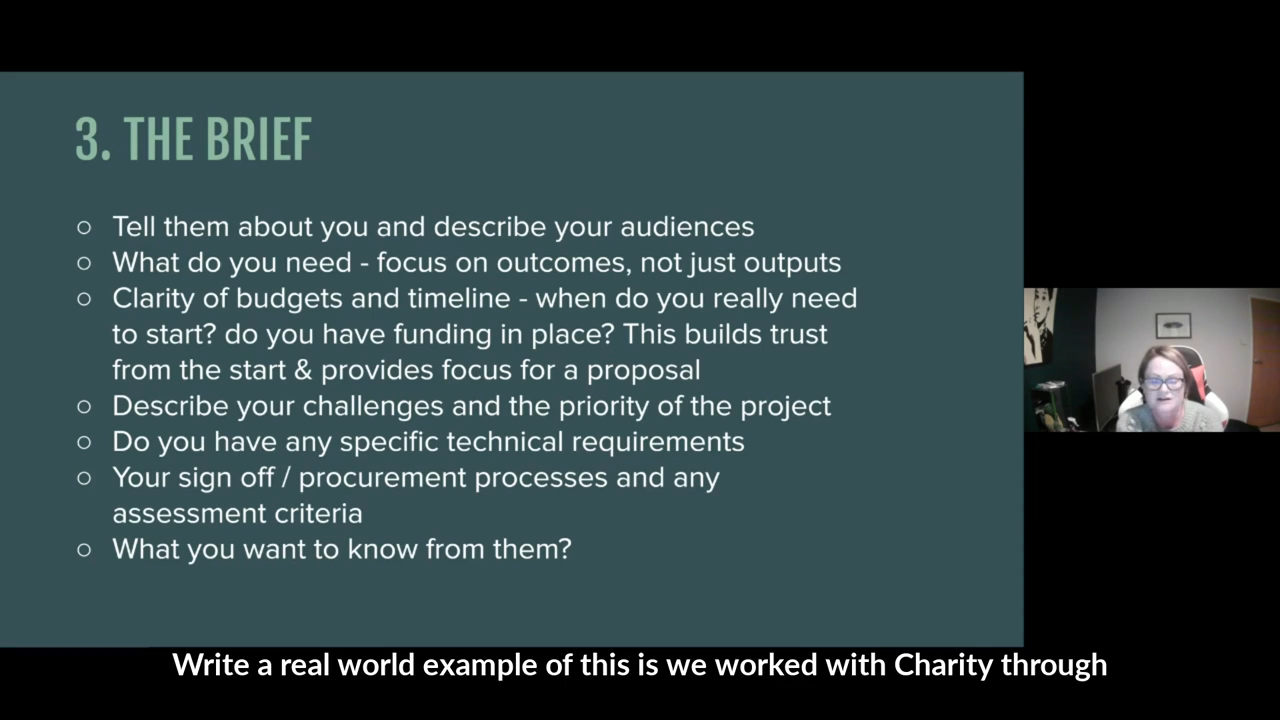 3. THE BRIEF
○ Tell them about you and describe your audiences
○ What do you need - focus on outcomes, not just outputs
○ Clarity of budgets and timeline - when do you really need
to start? do you have funding in place? This builds trust
from the start & provides focus for a proposal
○ Describe your challenges and the priority of the project
○ Do you have any specific technical requirements
○ Your sign off / procurement processes and any
assessment criteria
○ What you want to know from them?
Write a real world example of this is we worked with Charity through